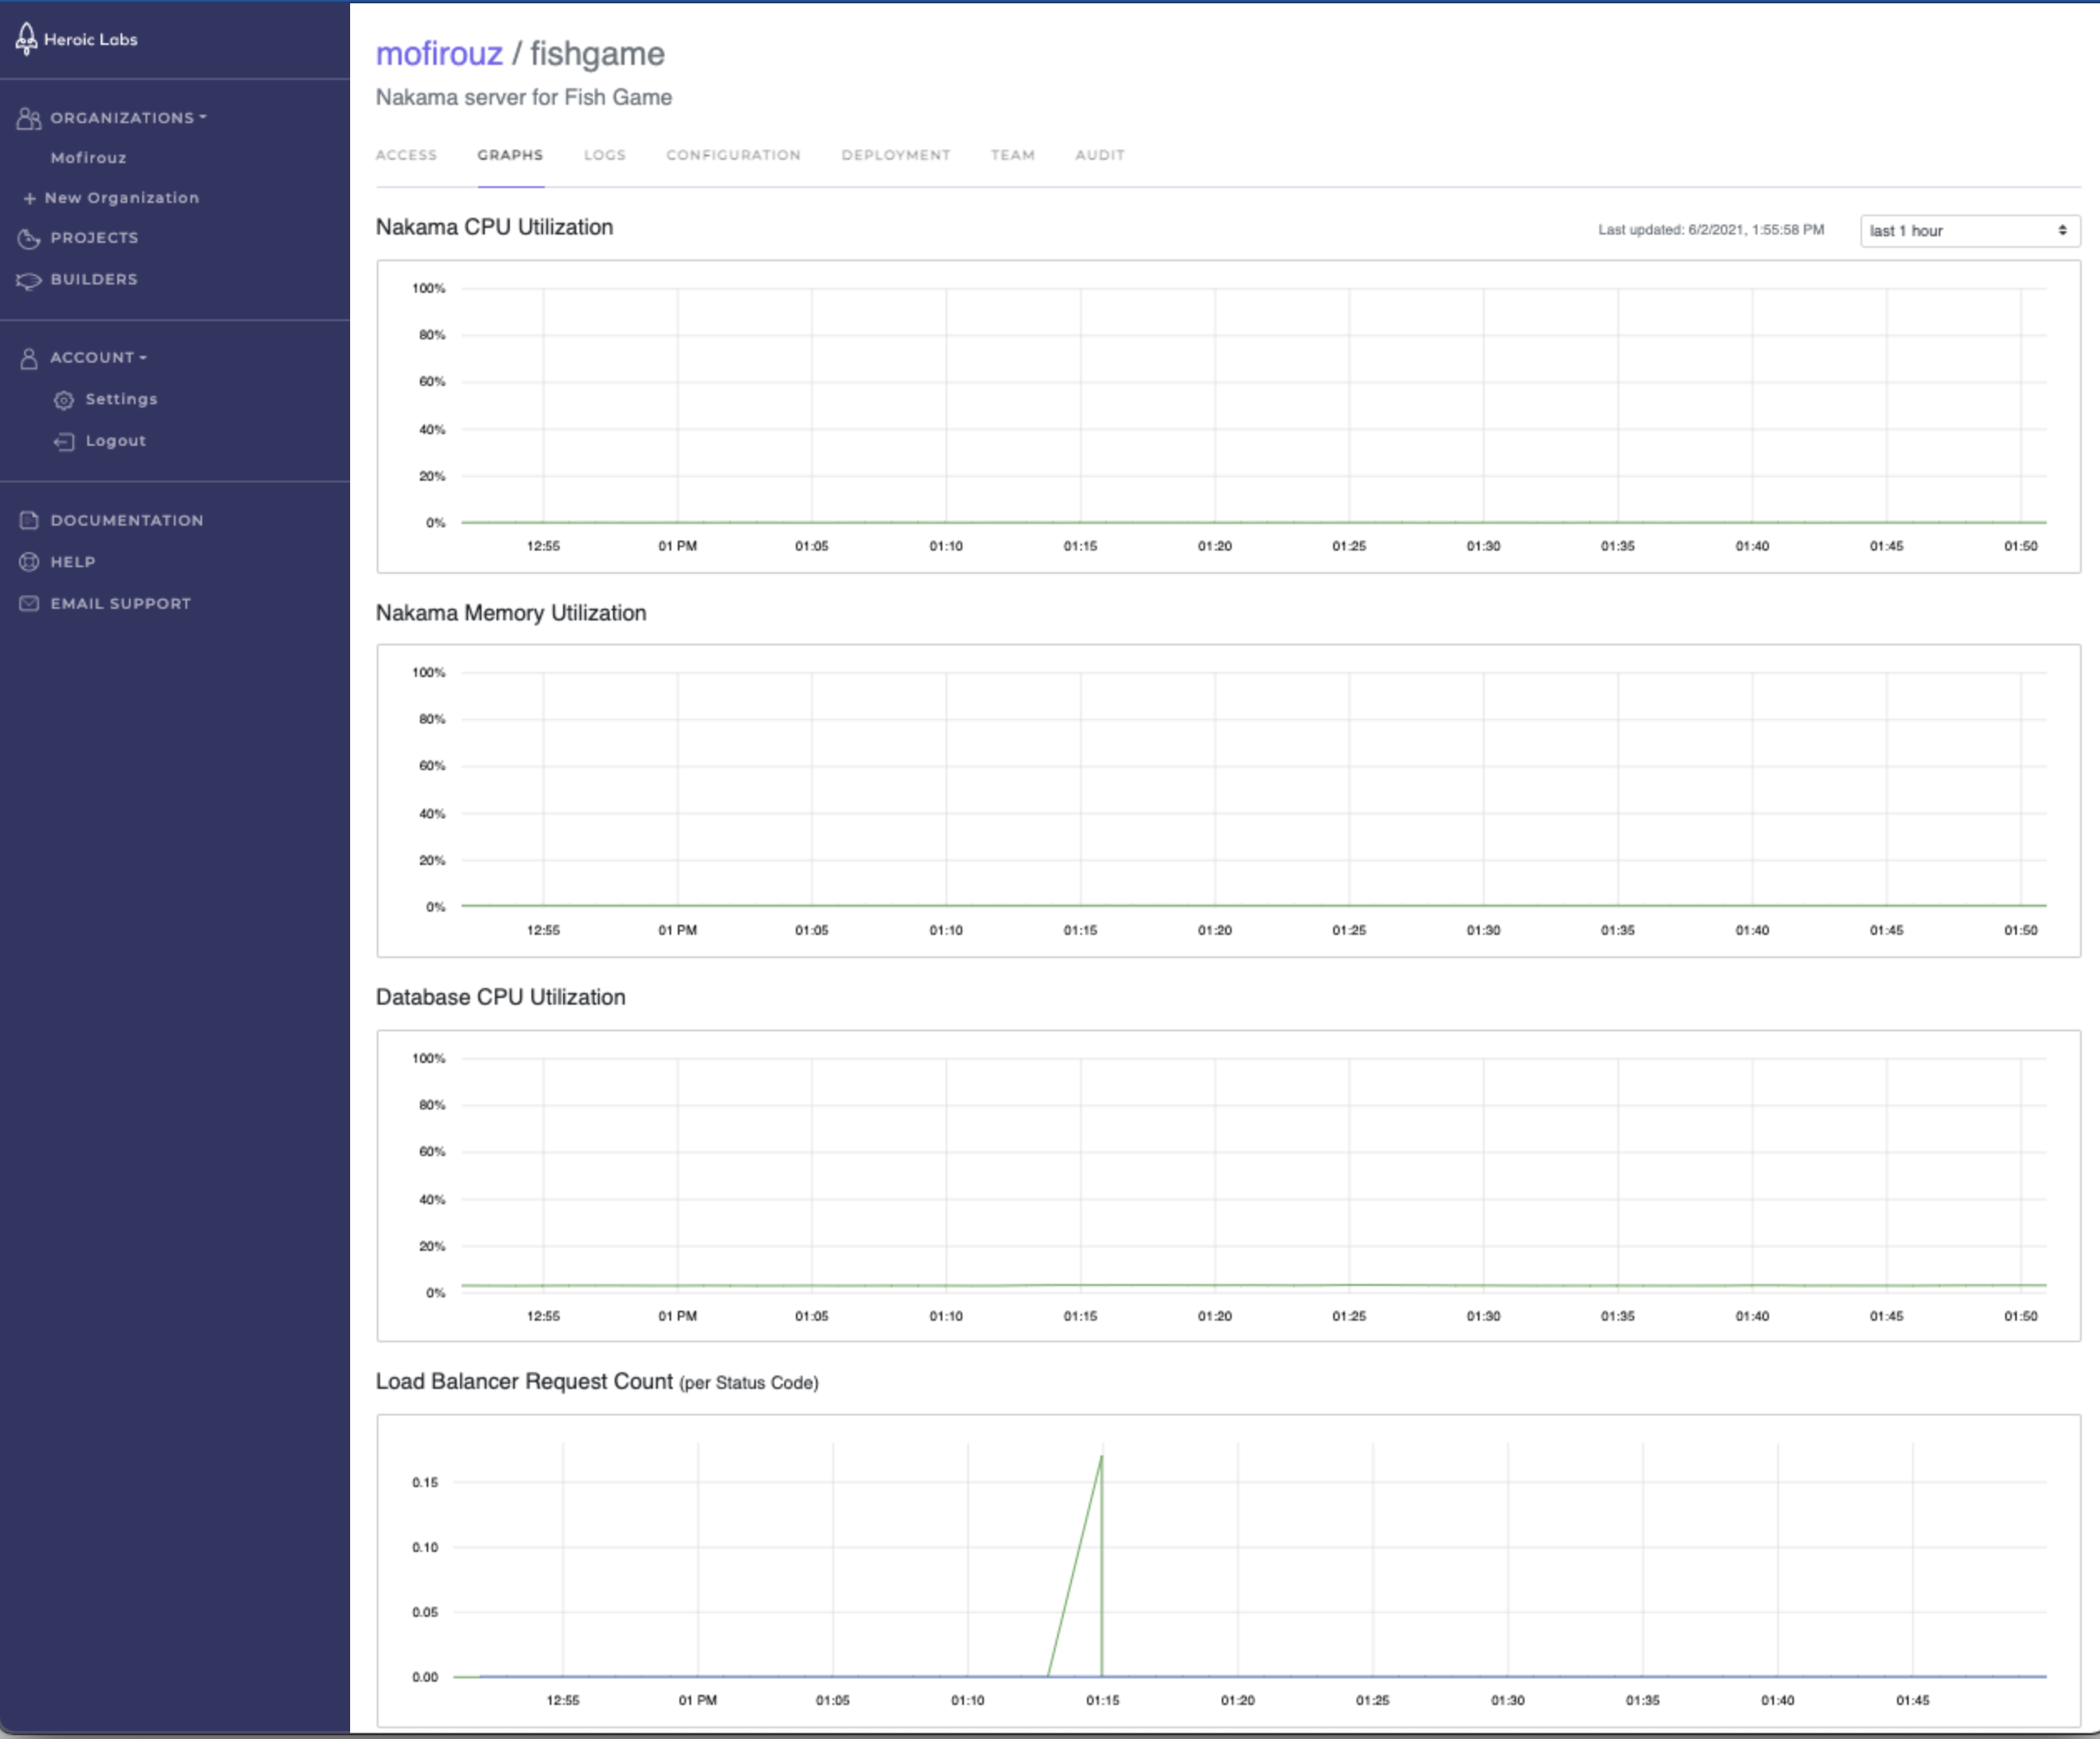 Heroic Labs
ORGANIZATIONS
Mofirouz
+ New Organization
PROJECTS
BUILDERS
ACCOUNT
Settings
Logout
DOCUMENTATION
HELP
EMAIL SUPPORT
mofirouz / fishgame
Nakama server for Fish Game
ACCESS GRAPHS LOGS CONFIGURATION DEPLOYMENT TEAM AUDIT
Nakama CPU Utilization Last updated: 6/2/2021, 1:55:58 PM last 1 hour
100%
80%
60%
40%
20%
0%
12:55 01 PM 01:05 01:10 01:15 01:20 01:25 01:30 01:35 01:40 01:45 01:50
Nakama Memory Utilization
100%
80%
60%
40%
20%
0%
12:55 01 PM 01:05 01:10 01:15 01:20 01:25 01:30 01:35 01:40 01:45 01:50
Database CPU Utilization
100%
80%
60%
40%
20%
0%
12:55 01 PM 01:05 01:10 01:15 01:20 01:25 01:30 01:35 01:40 01:45 01:50
Load Balancer Request Count (per Status Code)
0.15
0.10
0.05
0.00
12:55 01 PM 01:05 01:10 01:15 01:20 01:25 01:30 01:35 01:40 01:45